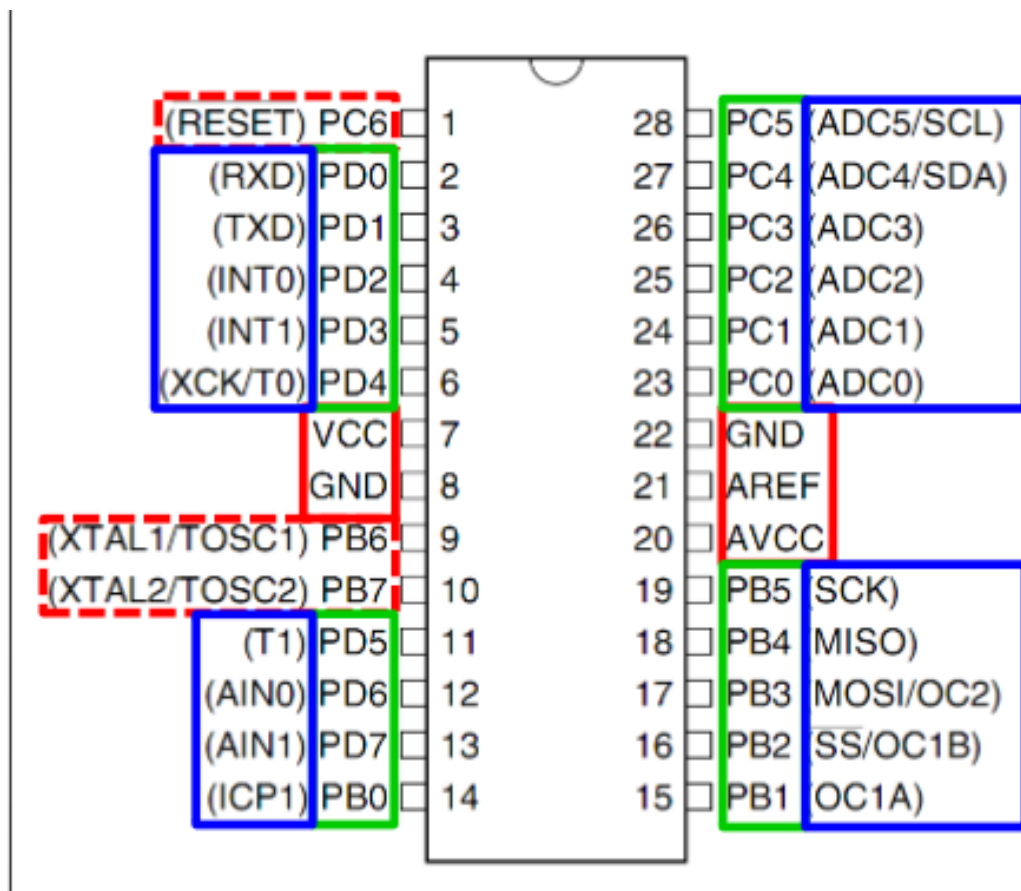 (RESET) PC6 1 28 PC5 (ADC5/SCL)
(RXD) PD0 2 27 PC4 (ADC4/SDA)
(TXD) PD1 3 26 PC3 (ADC3)
(INT0) PD2 4 25 PC2 (ADC2)
(INT1) PD3 5 24 PC1 (ADC1)
(XCK/T0) PD4 6 23 PC0 (ADC0)
VCC 7 22 GND
GND 8 21 AREF
(XTAL1/TOSC1) PB6 9 20 AVCC
(XTAL2/TOSC2) PB7 10 19 PB5 (SCK)
(T1) PD5 11 18 PB4 (MISO)
(AIN0) PD6 12 17 PB3 (MOSI/OC2)
(AIN1) PD7 13 16 PB2 (S̅S̅/OC1B)
(ICP1) PB0 14 15 PB1 (OC1A)